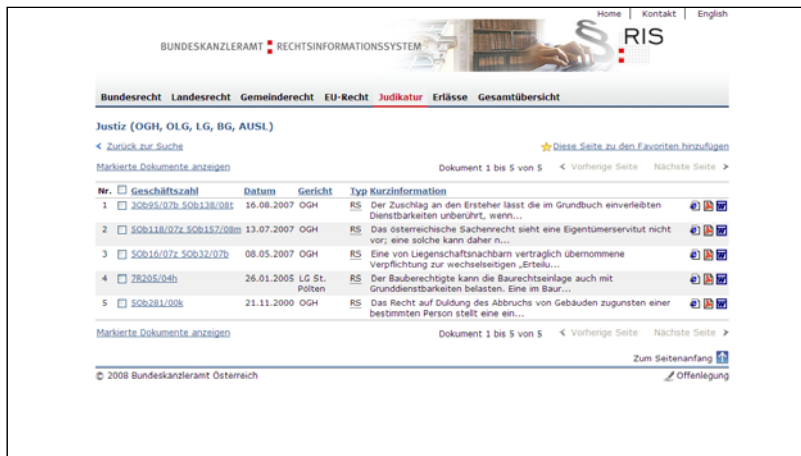 Home | Kontakt | English
BUNDESKANZLERAMT RECHTSINFORMATIONSSYSTEM
§ RIS
Bundesrecht Landesrecht Gemeinderecht EU-Recht Judikatur Erlässe Gesamtübersicht
Justiz (OGH, OLG, LG, BG, AUSL)
Zurück zur Suche Diese Seite zu den Favoriten hinzufügen
Markierte Dokumente anzeigen Dokument 1 bis 5 von 5 Vorherige Seite Nächste Seite
Nr. Geschäftszahl Datum Gericht Typ Kurzinformation
1 3Ob95/07b 5Ob138/08t 16.08.2007 OGH RS Der Zuschlag an den Ersteher lässt die im Grundbuch einverleibten
Dienstbarkeiten unberührt, wenn...
2 5Ob118/07z 5Ob157/08m 13.07.2007 OGH RS Das österreichische Sachenrecht sieht eine Eigentümerservitut nicht
vor; eine solche kann daher n...
3 5Ob16/07z 5Ob32/07b 08.05.2007 OGH RS Eine von Liegenschaftsnachbarn vertraglich übernommene
Verpflichtung zur wechselseitigen „Erteilu...
4 7R205/04h 26.01.2005 LG St. RS Der Bauberechtigte kann die Baurechtseinlage auch mit
Pölten Grunddienstbarkeiten belasten. Eine im Baur...
5 5Ob281/00k 21.11.2000 OGH RS Das Recht auf Duldung des Abbruchs von Gebäuden zugunsten einer
bestimmten Person stellt eine ein...
Markierte Dokumente anzeigen Dokument 1 bis 5 von 5 Vorherige Seite Nächste Seite
Zum Seitenanfang
© 2008 Bundeskanzleramt Österreich Offenlegung